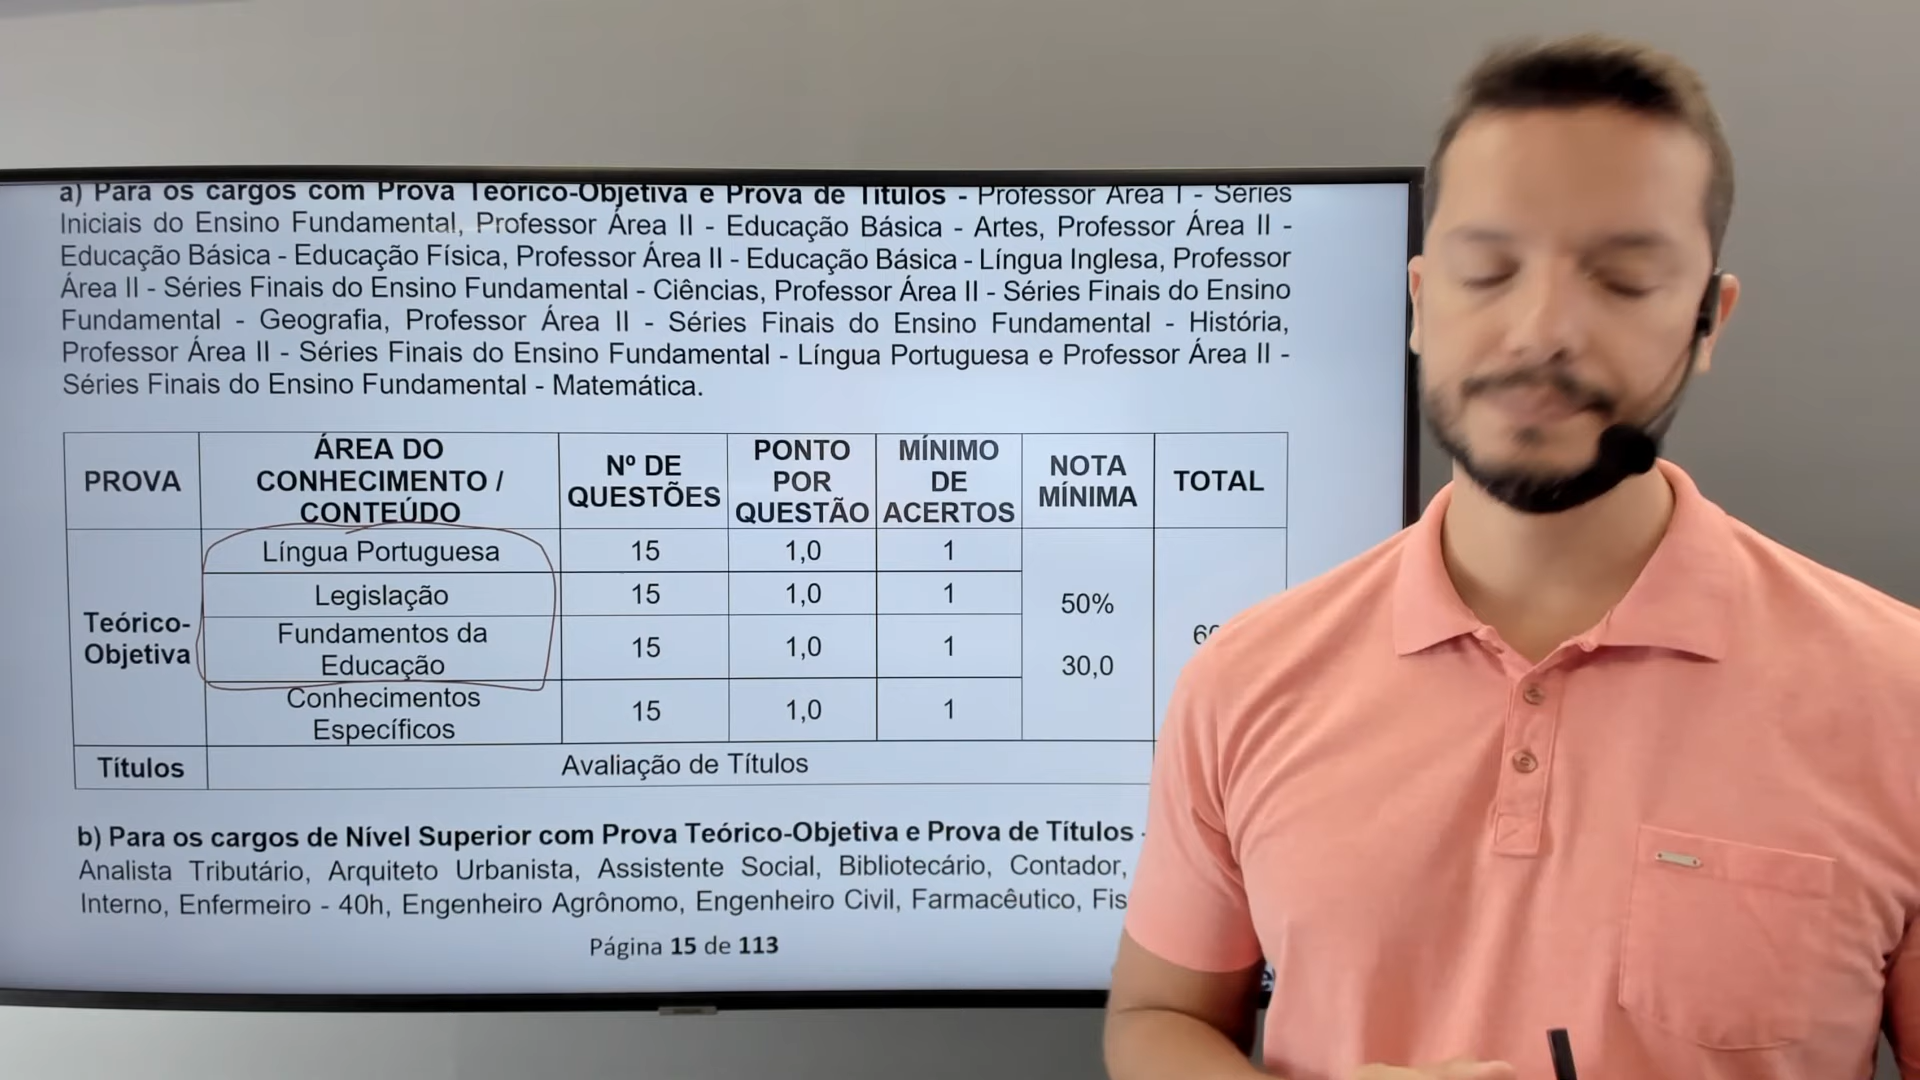 a) Para os cargos com Prova Teórico-Objetiva e Prova de Títulos - Professor Área I - Séries
Iniciais do Ensino Fundamental, Professor Área II - Educação Básica - Artes, Professor Área II -
Educação Básica - Educação Física, Professor Área II - Educação Básica - Língua Inglesa, Professor
Área II - Séries Finais do Ensino Fundamental - Ciências, Professor Área II - Séries Finais do Ensino
Fundamental - Geografia, Professor Área II - Séries Finais do Ensino Fundamental - História,
Professor Área II - Séries Finais do Ensino Fundamental - Língua Portuguesa e Professor Área II -
Séries Finais do Ensino Fundamental - Matemática.
PROVA
ÁREA DO
CONHECIMENTO /
CONTEÚDO
Nº DE
QUESTÕES
PONTO
POR
QUESTÃO
MÍNIMO
DE
ACERTOS
NOTA
MÍNIMA
TOTAL
Teórico-
Objetiva
Língua Portuguesa
15
1,0
1
Legislação
15
1,0
1
Fundamentos da
Educação
15
1,0
1
Conhecimentos
Específicos
15
1,0
1
50%
30,0
Títulos
Avaliação de Títulos
b) Para os cargos de Nível Superior com Prova Teórico-Objetiva e Prova de Títulos -
Analista Tributário, Arquiteto Urbanista, Assistente Social, Bibliotecário, Contador,
Interno, Enfermeiro - 40h, Engenheiro Agrônomo, Engenheiro Civil, Farmacêutico, Fis
Página 15 de 113